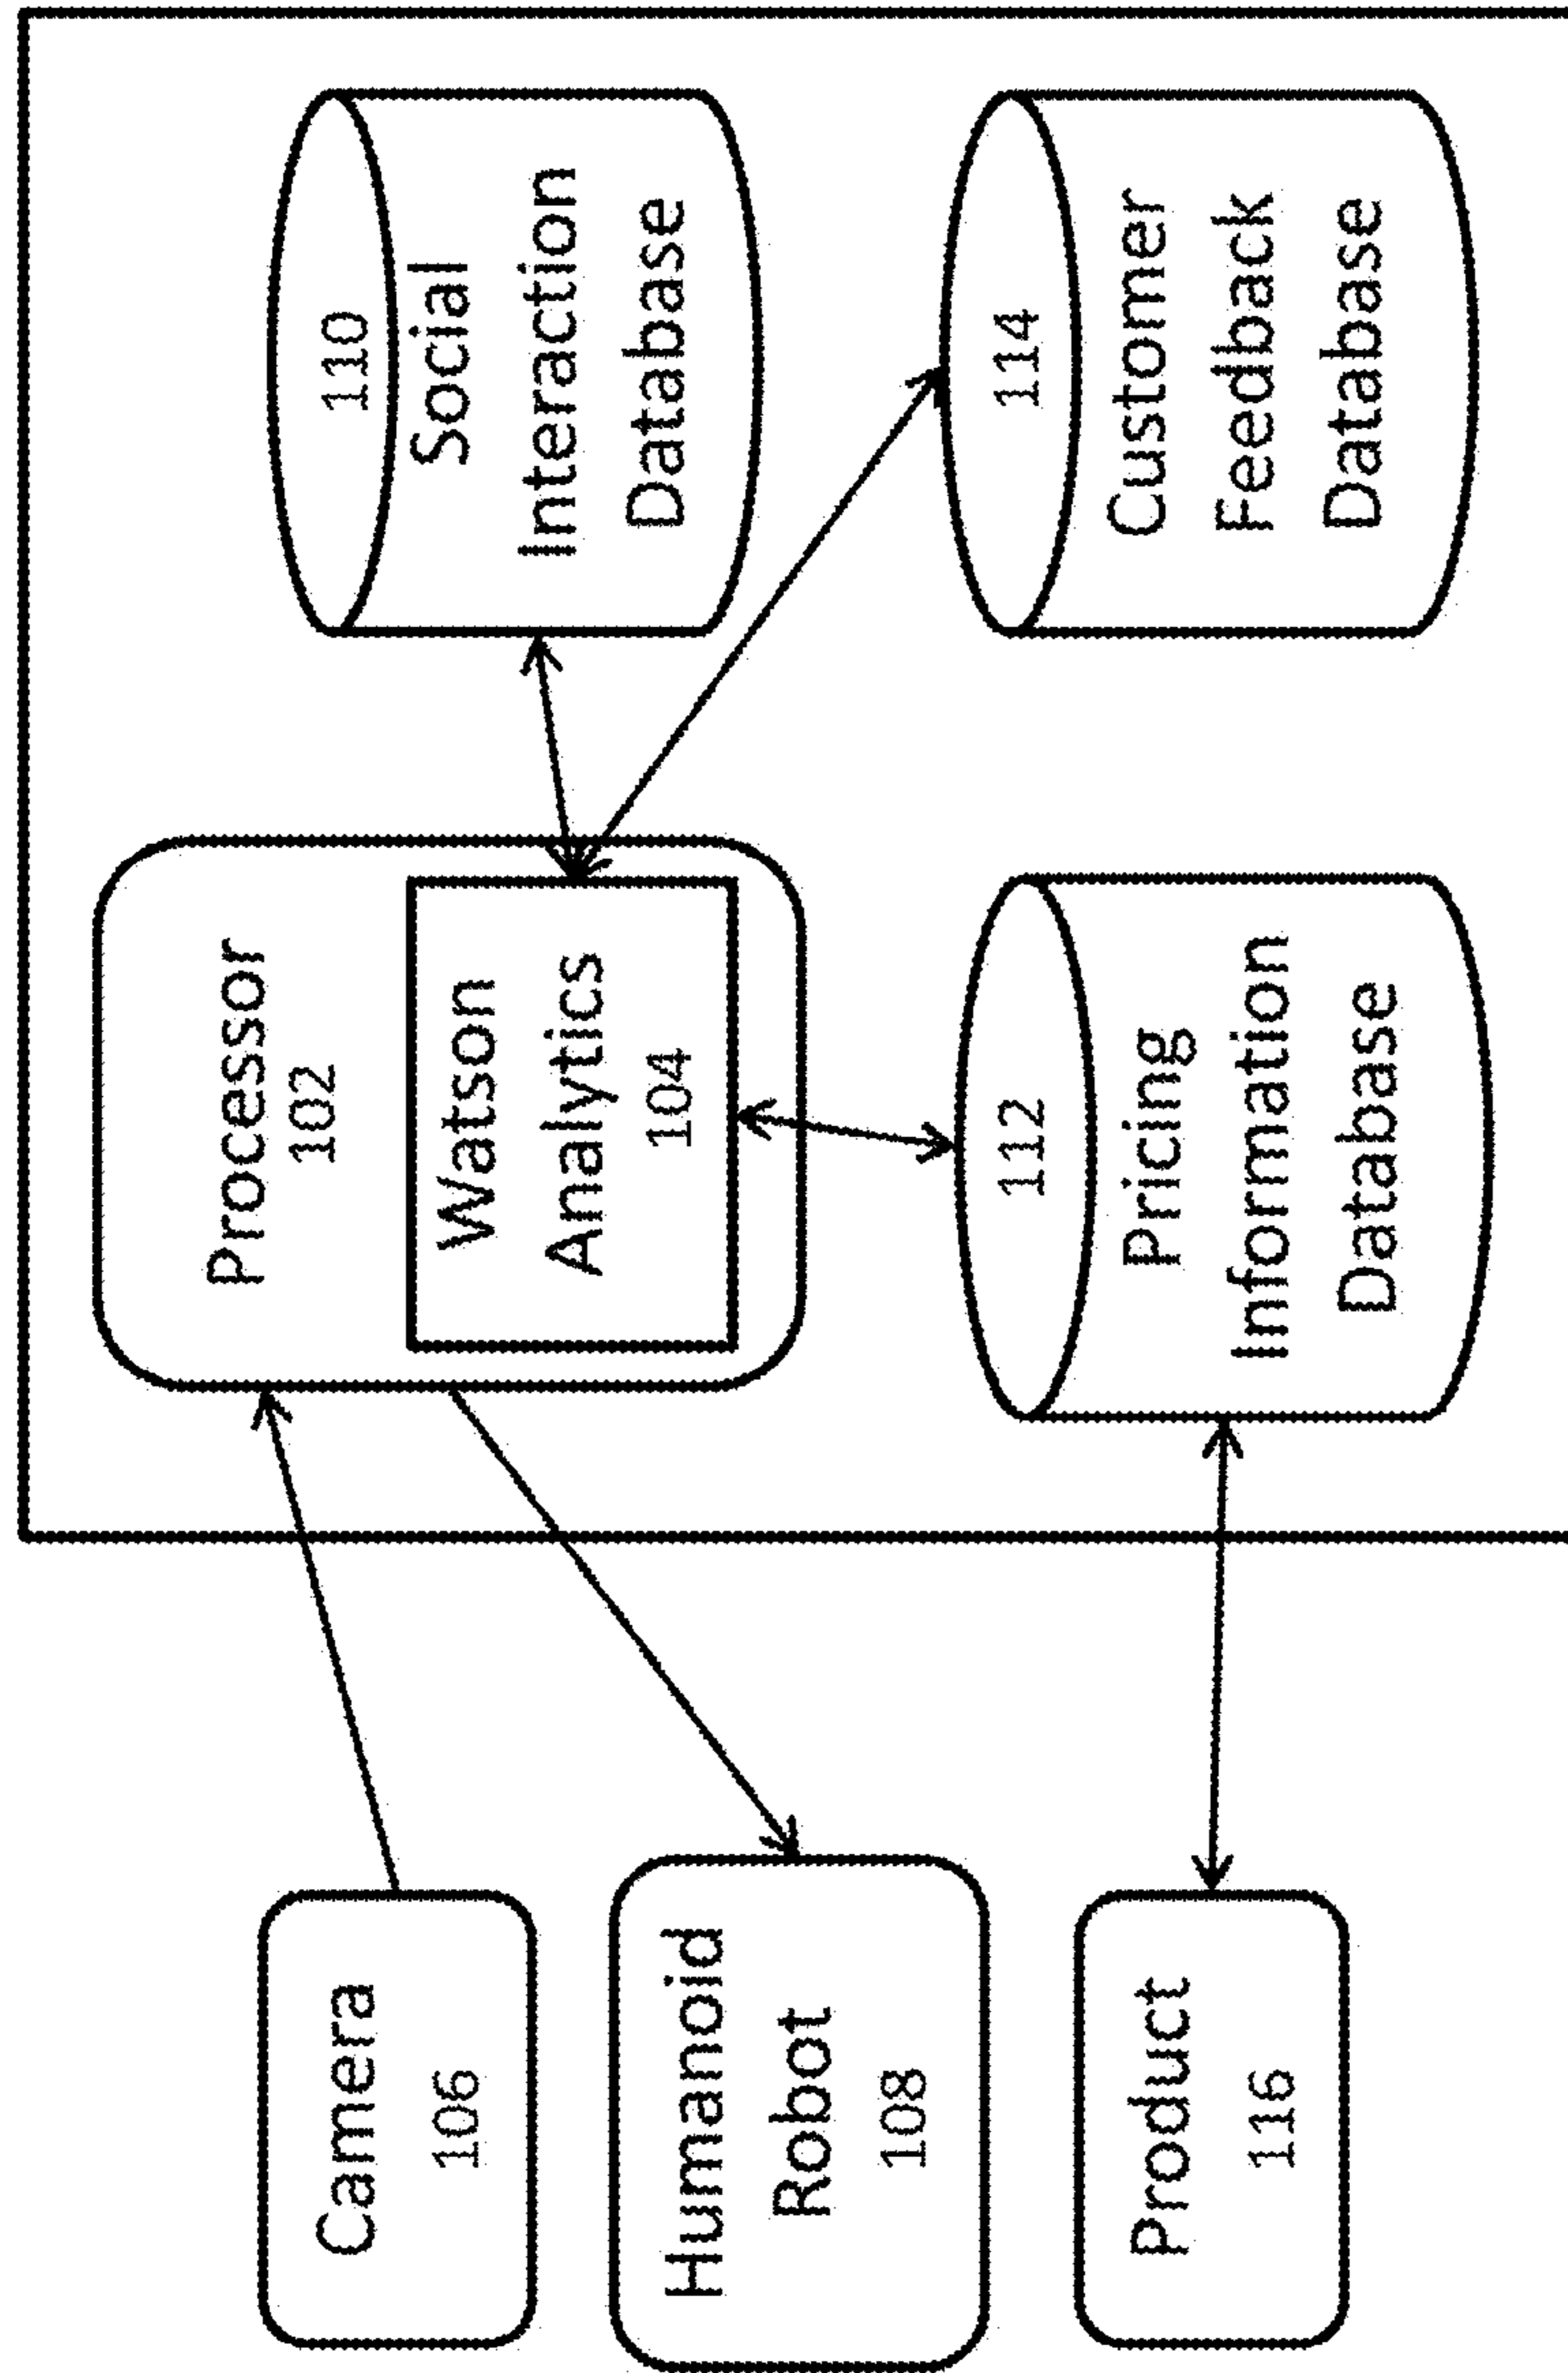 Camera
106
Humanoid
Robot
108
Product
116
Processor
102
Watson
Analytics
104
112
Pricing
Information
Database
110
Social
Interaction
Database
114
Customer
Feedback
Database